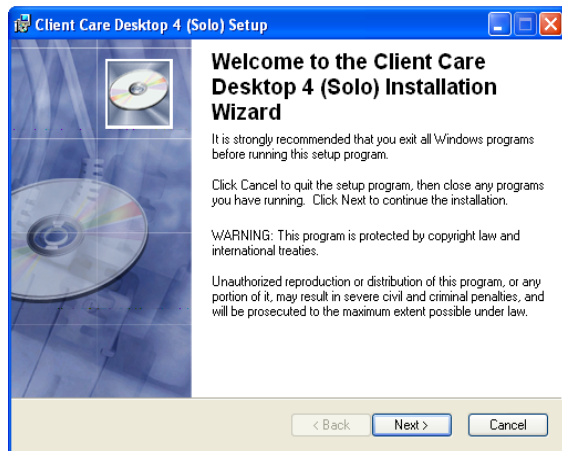 Client Care Desktop 4 (Solo) Setup
Welcome to the Client Care
Desktop 4 (Solo) Installation
Wizard
It is strongly recommended that you exit all Windows programs
before running this setup program.
Click Cancel to quit the setup program, then close any programs
you have running. Click Next to continue the installation.
WARNING: This program is protected by copyright law and
international treaties.
Unauthorized reproduction or distribution of this program, or any
portion of it, may result in severe civil and criminal penalties, and
will be prosecuted to the maximum extent possible under law.
< Back Next > Cancel